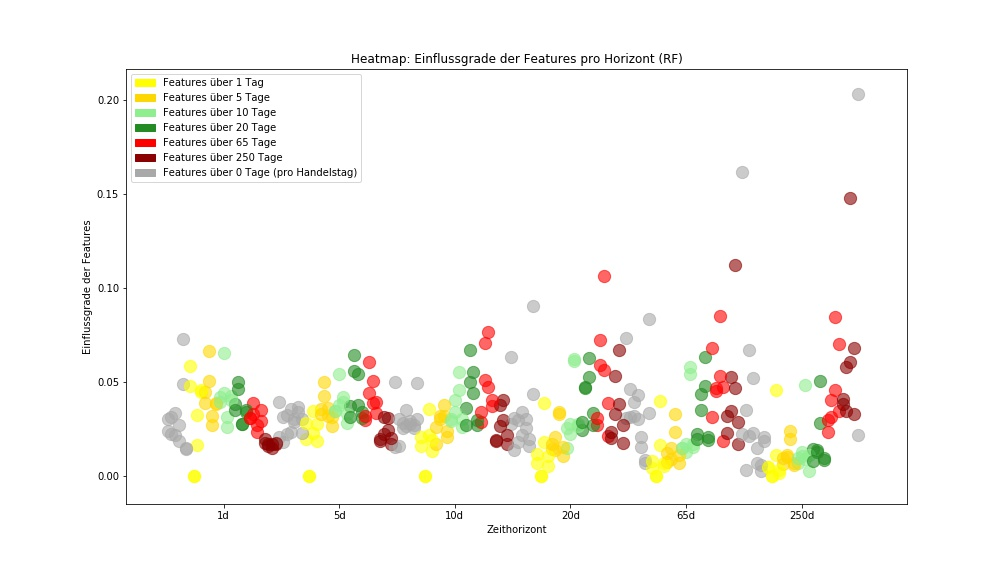 Heatmap: Einflussgrade der Features pro Horizont (RF)
Features über 1 Tag
Features über 5 Tage
Features über 10 Tage
Features über 20 Tage
Features über 65 Tage
Features über 250 Tage
Features über 0 Tage (pro Handelstag)
Einflussgrade der Features
0.20
0.15
0.10
0.05
0.00
1d 5d 10d 20d 65d 250d
Zeithorizont